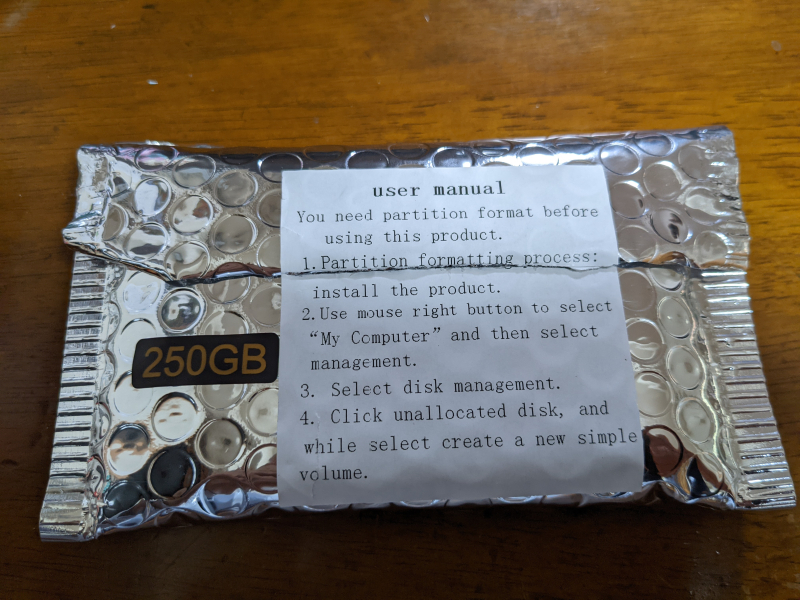 user manual
You need partition format before
using this product.
1.Partition formatting process:
install the product.
2.Use mouse right button to select
“My Computer” and then select
management.
3. Select disk management.
4. Click unallocated disk, and
while select create a new simple
volume.
250GB